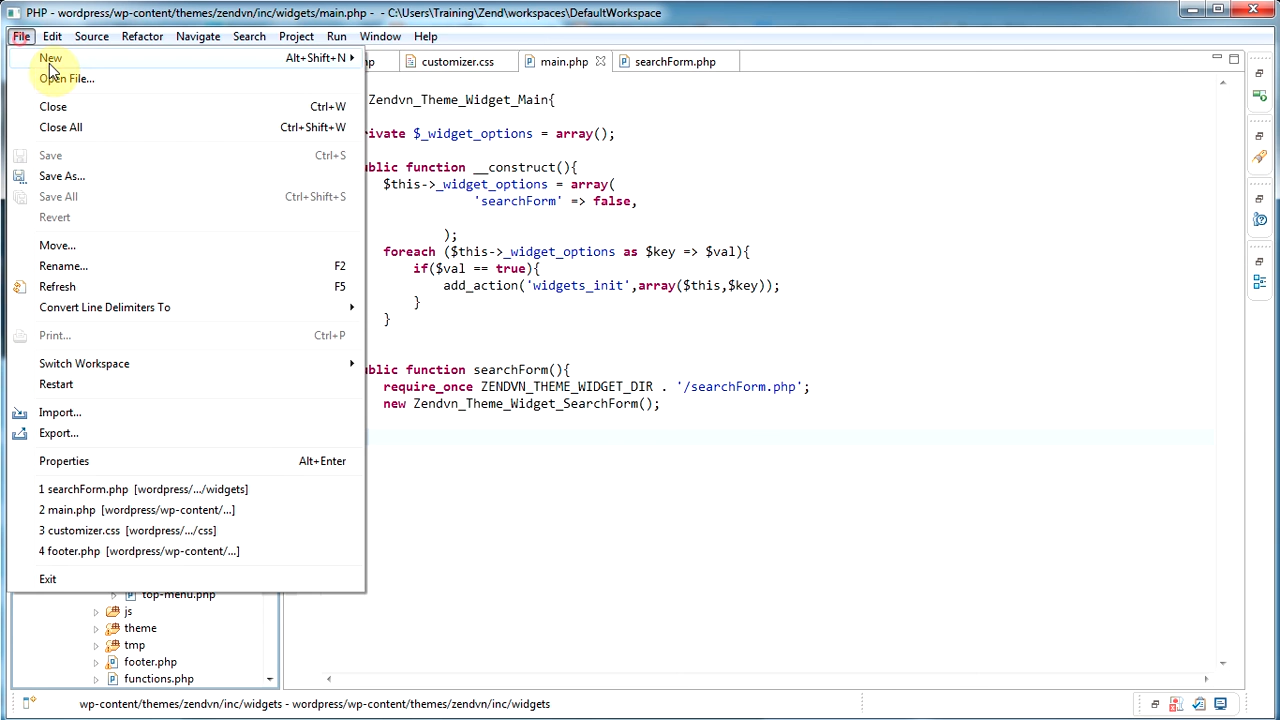 PHP - wordpress/wp-content/themes/zendvn/inc/widgets/main.php - - C:\Users\Training\Zend\workspaces\DefaultWorkspace
File Edit Source Refactor Navigate Search Project Run Window Help
customizer.css main.php searchForm.php
New Alt+Shift+N
Open File...
Close Ctrl+W
Close All Ctrl+Shift+W
Save Ctrl+S
Save As...
Save All Ctrl+Shift+S
Revert
Move...
Rename... F2
Refresh F5
Convert Line Delimiters To
Print... Ctrl+P
Switch Workspace
Restart
Import...
Export...
Properties Alt+Enter
1 searchForm.php [wordpress/.../widgets]
2 main.php [wordpress/wp-content/...]
3 customizer.css [wordpress/.../css]
4 footer.php [wordpress/wp-content/...]
Exit
Zendvn_Theme_Widget_Main{
rivate $_widget_options = array();
ublic function __construct(){
$this->_widget_options = array(
'searchForm' => false,
);
foreach ($this->_widget_options as $key => $val){
if($val == true){
add_action('widgets_init',array($this,$key));
}
}
ublic function searchForm(){
require_once ZENDVN_THEME_WIDGET_DIR . '/searchForm.php';
new Zendvn_Theme_Widget_SearchForm();
top-menu.php
js
theme
tmp
footer.php
functions.php
wp-content/themes/zendvn/inc/widgets - wordpress/wp-content/themes/zendvn/inc/widgets